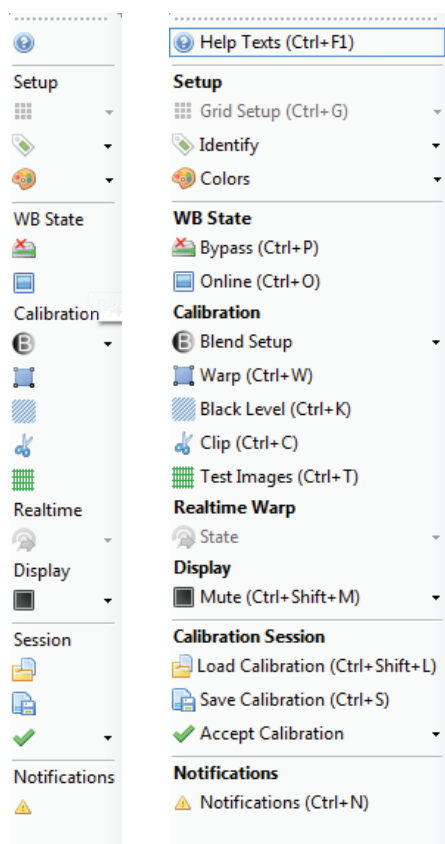 Setup
WB State
Calibration
Realtime
Display
Session
Notifications
Help Texts (Ctrl+F1)
Setup
Grid Setup (Ctrl+G)
Identify
Colors
WB State
Bypass (Ctrl+P)
Online (Ctrl+O)
Calibration
Blend Setup
Warp (Ctrl+W)
Black Level (Ctrl+K)
Clip (Ctrl+C)
Test Images (Ctrl+T)
Realtime Warp
State
Display
Mute (Ctrl+Shift+M)
Calibration Session
Load Calibration (Ctrl+Shift+L)
Save Calibration (Ctrl+S)
Accept Calibration
Notifications
Notifications (Ctrl+N)